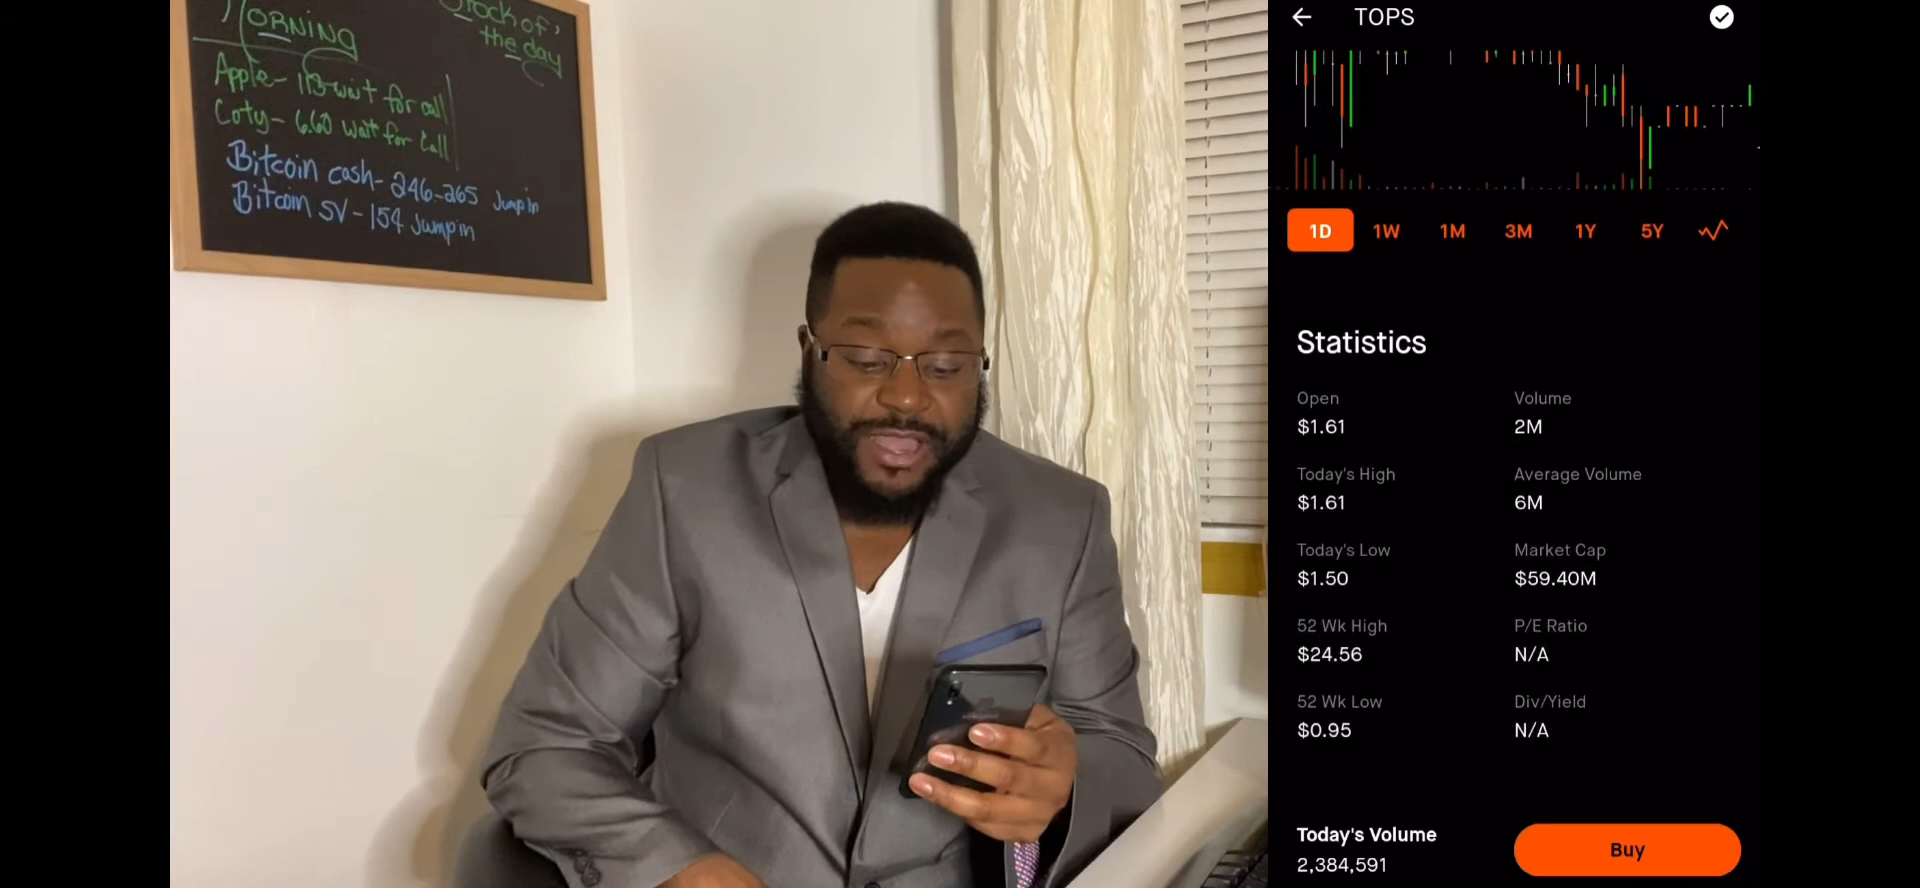 Morning
Stock of
the day
Apple- 113 wait for call
Coty- 6.60 wait for call
Bitcoin cash- 246-265 Jump in
Bitcoin SV- 154 Jump in
TOPS
1D 1W 1M 3M 1Y 5Y
Statistics
Open
$1.61
Volume
2M
Today's High
$1.61
Average Volume
6M
Today's Low
$1.50
Market Cap
$59.40M
52 Wk High
$24.56
P/E Ratio
N/A
52 Wk Low
$0.95
Div/Yield
N/A
Today's Volume
2,384,591
Buy